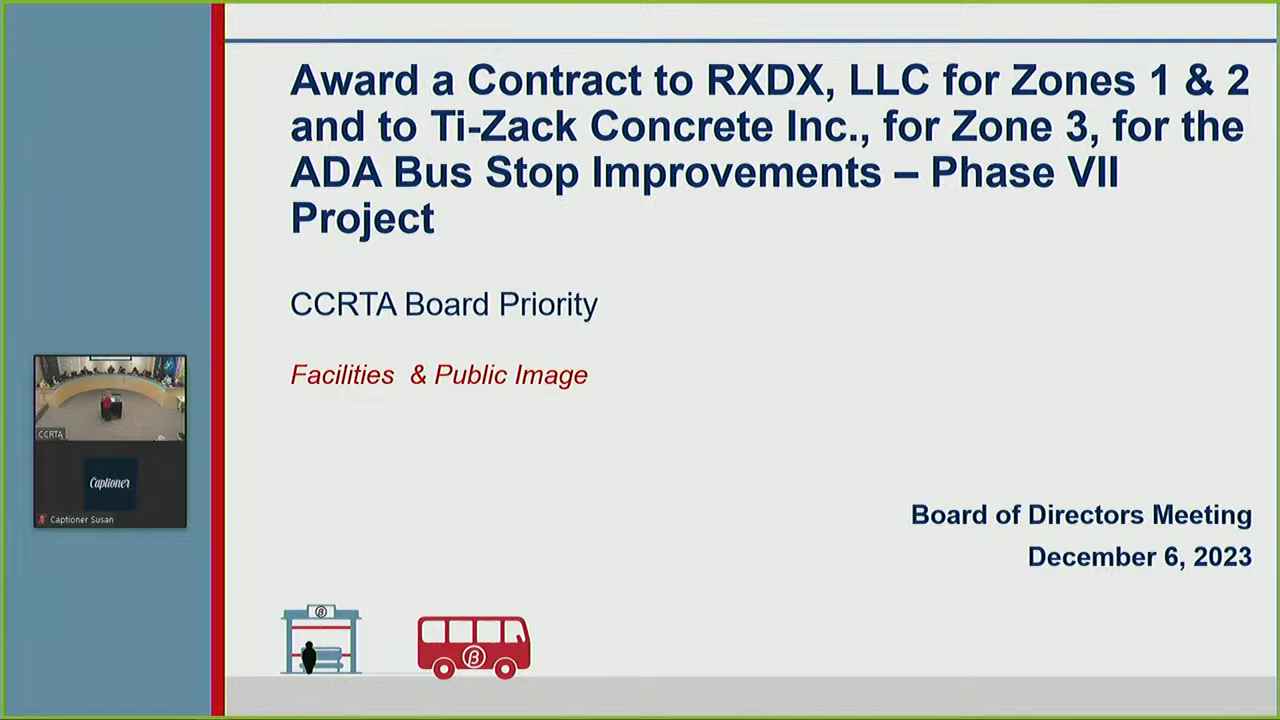 Award a Contract to RXDX, LLC for Zones 1 & 2
and to Ti-Zack Concrete Inc., for Zone 3, for the
ADA Bus Stop Improvements – Phase VII
Project
CCRTA Board Priority
Facilities & Public Image
CCRTA
Captioner
Captioner Susan
Board of Directors Meeting
December 6, 2023